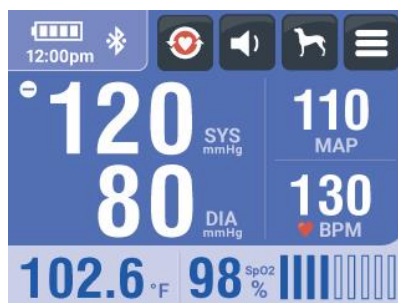 12:00pm
120 SYS mmHg
110 MAP
80 DIA mmHg
130 BPM
102.6 °F 98 SpO2 %